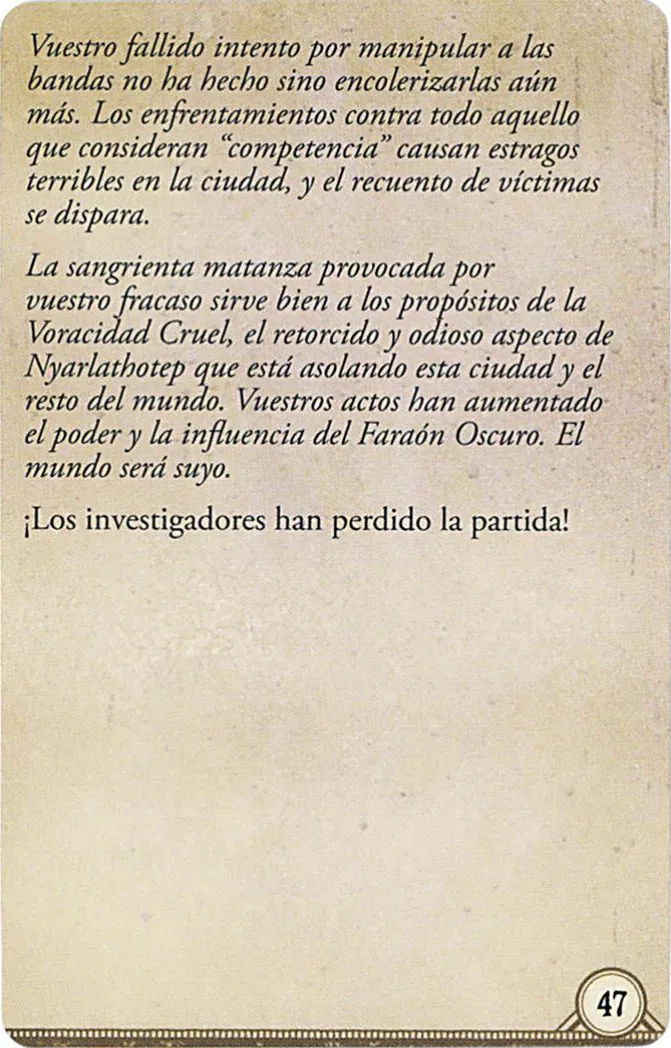 Vuestro fallido intento por manipular a las
bandas no ha hecho sino encolerizarlas aún
más. Los enfrentamientos contra todo aquello
que consideran “competencia” causan estragos
terribles en la ciudad, y el recuento de víctimas
se dispara.
La sangrienta matanza provocada por
vuestro fracaso sirve bien a los propósitos de la
Voracidad Cruel, el retorcido y odioso aspecto de
Nyarlathotep que está asolando esta ciudad y el
resto del mundo. Vuestros actos han aumentado
el poder y la influencia del Faraón Oscuro. El
mundo será suyo.
¡Los investigadores han perdido la partida!
47